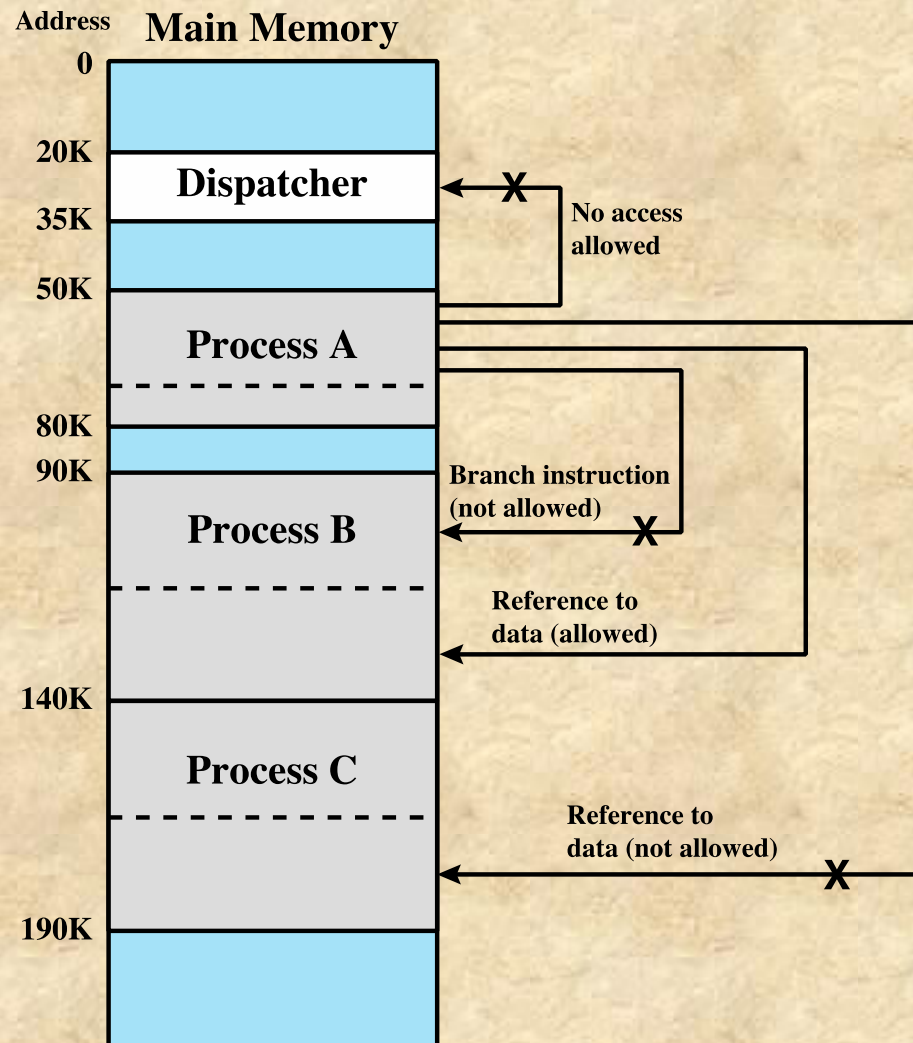 Address
Main Memory
0
20K
Dispatcher
X
35K
No access
allowed
50K
Process A
80K
90K
Branch instruction
(not allowed)
Process B
X
Reference to
data (allowed)
140K
Process C
Reference to
data (not allowed)
X
190K